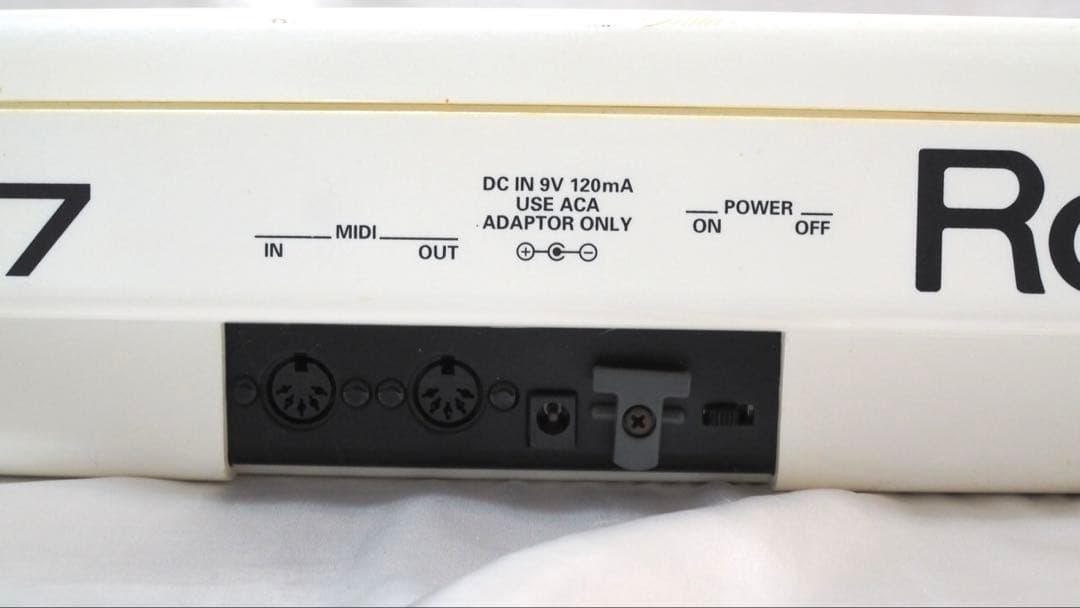 7
MIDI
IN OUT
DC IN 9V 120mA
USE ACA
ADAPTOR ONLY
POWER
ON OFF
Ro